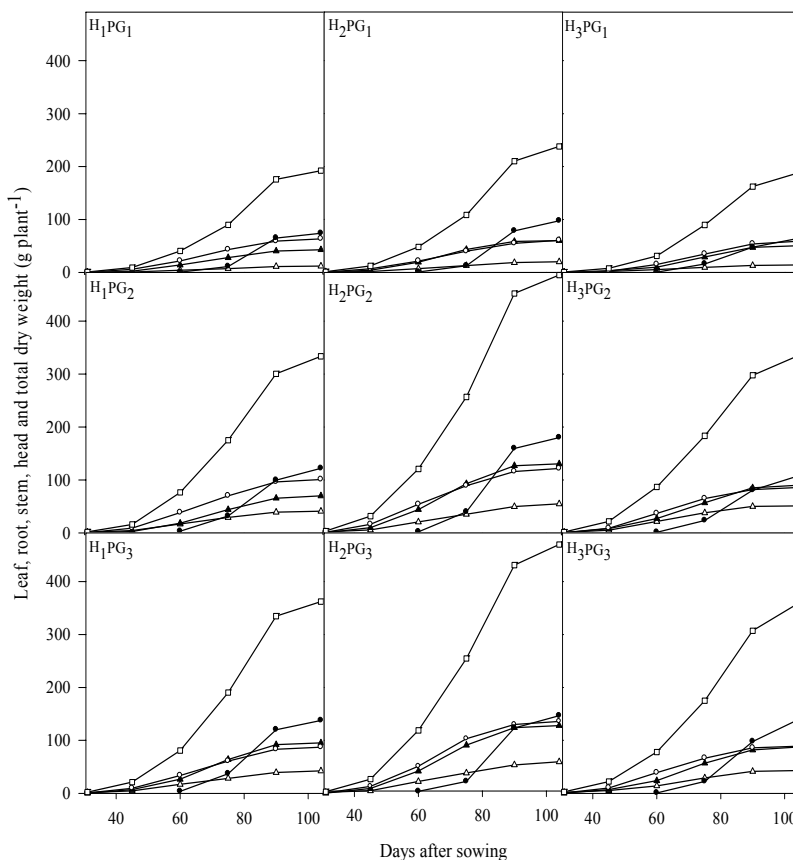 H₁PG₁ H₂PG₁ H₃PG₁
400
300
200
100
0
H₁PG₂ H₂PG₂ H₃PG₂
400
300
200
100
0
H₁PG₃ H₂PG₃ H₃PG₃
400
300
200
100
0
40 60 80 100 40 60 80 100 40 60 80 100
Days after sowing
Leaf, root, stem, head and total dry weight (g plant⁻¹)